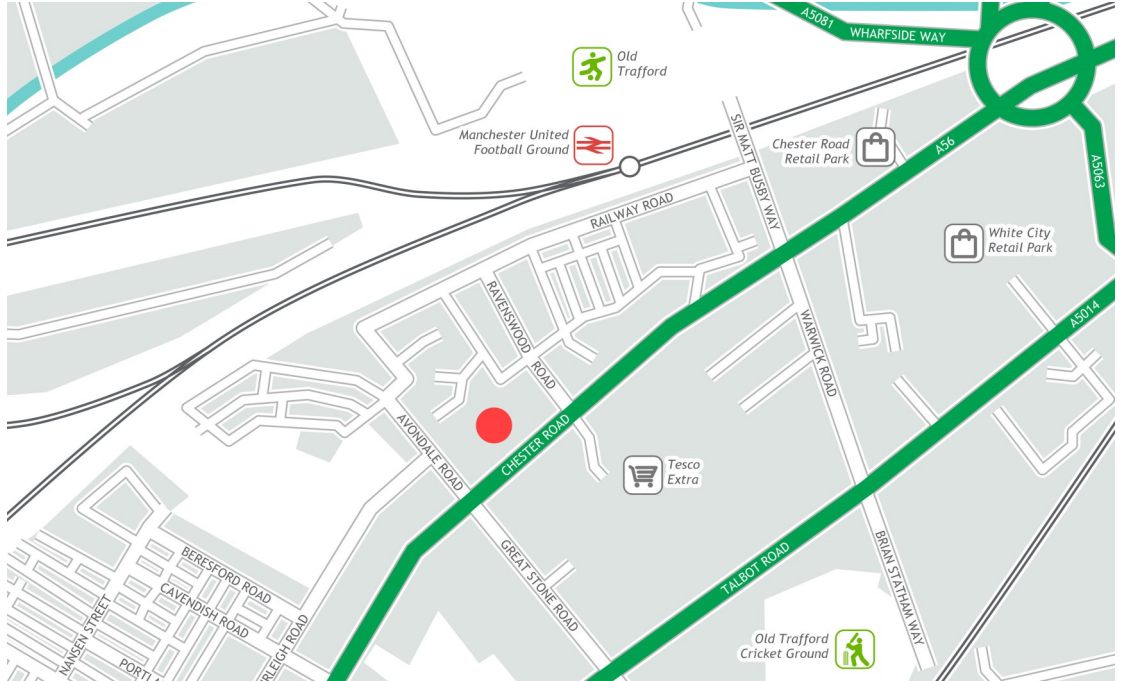 A5081
WHARFSIDE WAY
Old
Trafford
Manchester United
Football Ground
SIR MATT BUSBY WAY
Chester Road
Retail Park
A56
A5063
RAILWAY ROAD
White City
Retail Park
RAVENSWOOD ROAD
WARWICK ROAD
A5014
AVONDALE ROAD
CHESTER ROAD
Tesco
Extra
BERESFORD ROAD
CAVENDISH ROAD
NANSEN STREET
GREAT STONE ROAD
TALBOT ROAD
BRIAN STATHAM WAY
Old Trafford
Cricket Ground